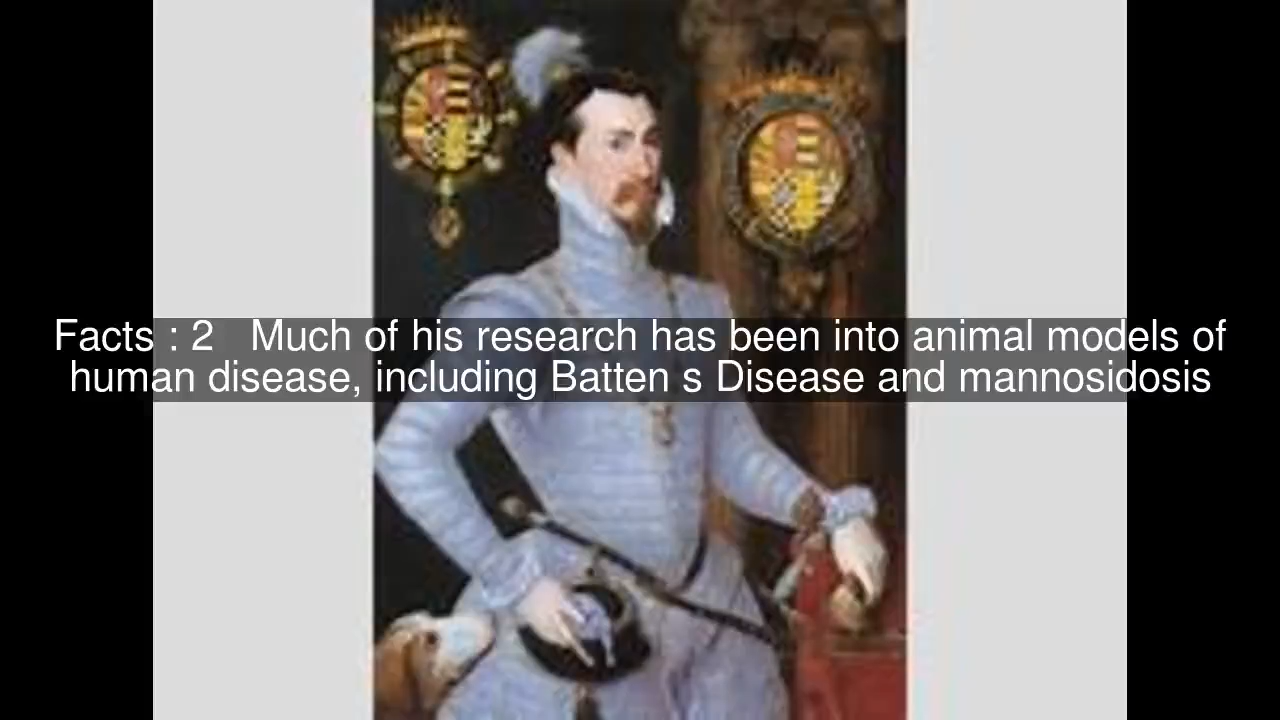 Facts : 2   Much of his research has been into animal models of
human disease, including Batten s Disease and mannosidosis